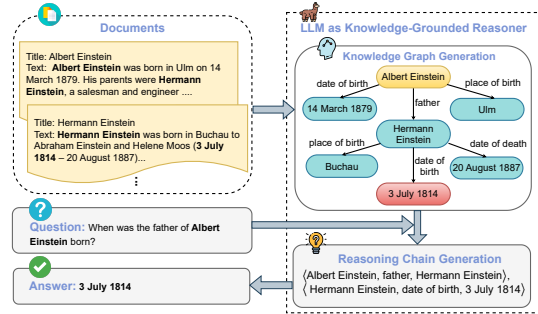 Documents
Title: Albert Einstein
Text: Albert Einstein was born in Ulm on 14
March 1879. His parents were Hermann
Einstein, a salesman and engineer ....
Title: Hermann Einstein
Text: Hermann Einstein was born in Buchau to
Abraham Einstein and Helene Moos (3 July
1814 – 20 August 1887)...
Question: When was the father of Albert
Einstein born?
Answer: 3 July 1814
LLM as Knowledge-Grounded Reasoner
Knowledge Graph Generation
Albert Einstein
date of birth
place of birth
father
14 March 1879
Ulm
Hermann
Einstein
place of birth
date of death
date of
birth
Buchau
20 August 1887
3 July 1814
Reasoning Chain Generation
⟨Albert Einstein, father, Hermann Einstein⟩,
⟨ Hermann Einstein, date of birth, 3 July 1814⟩